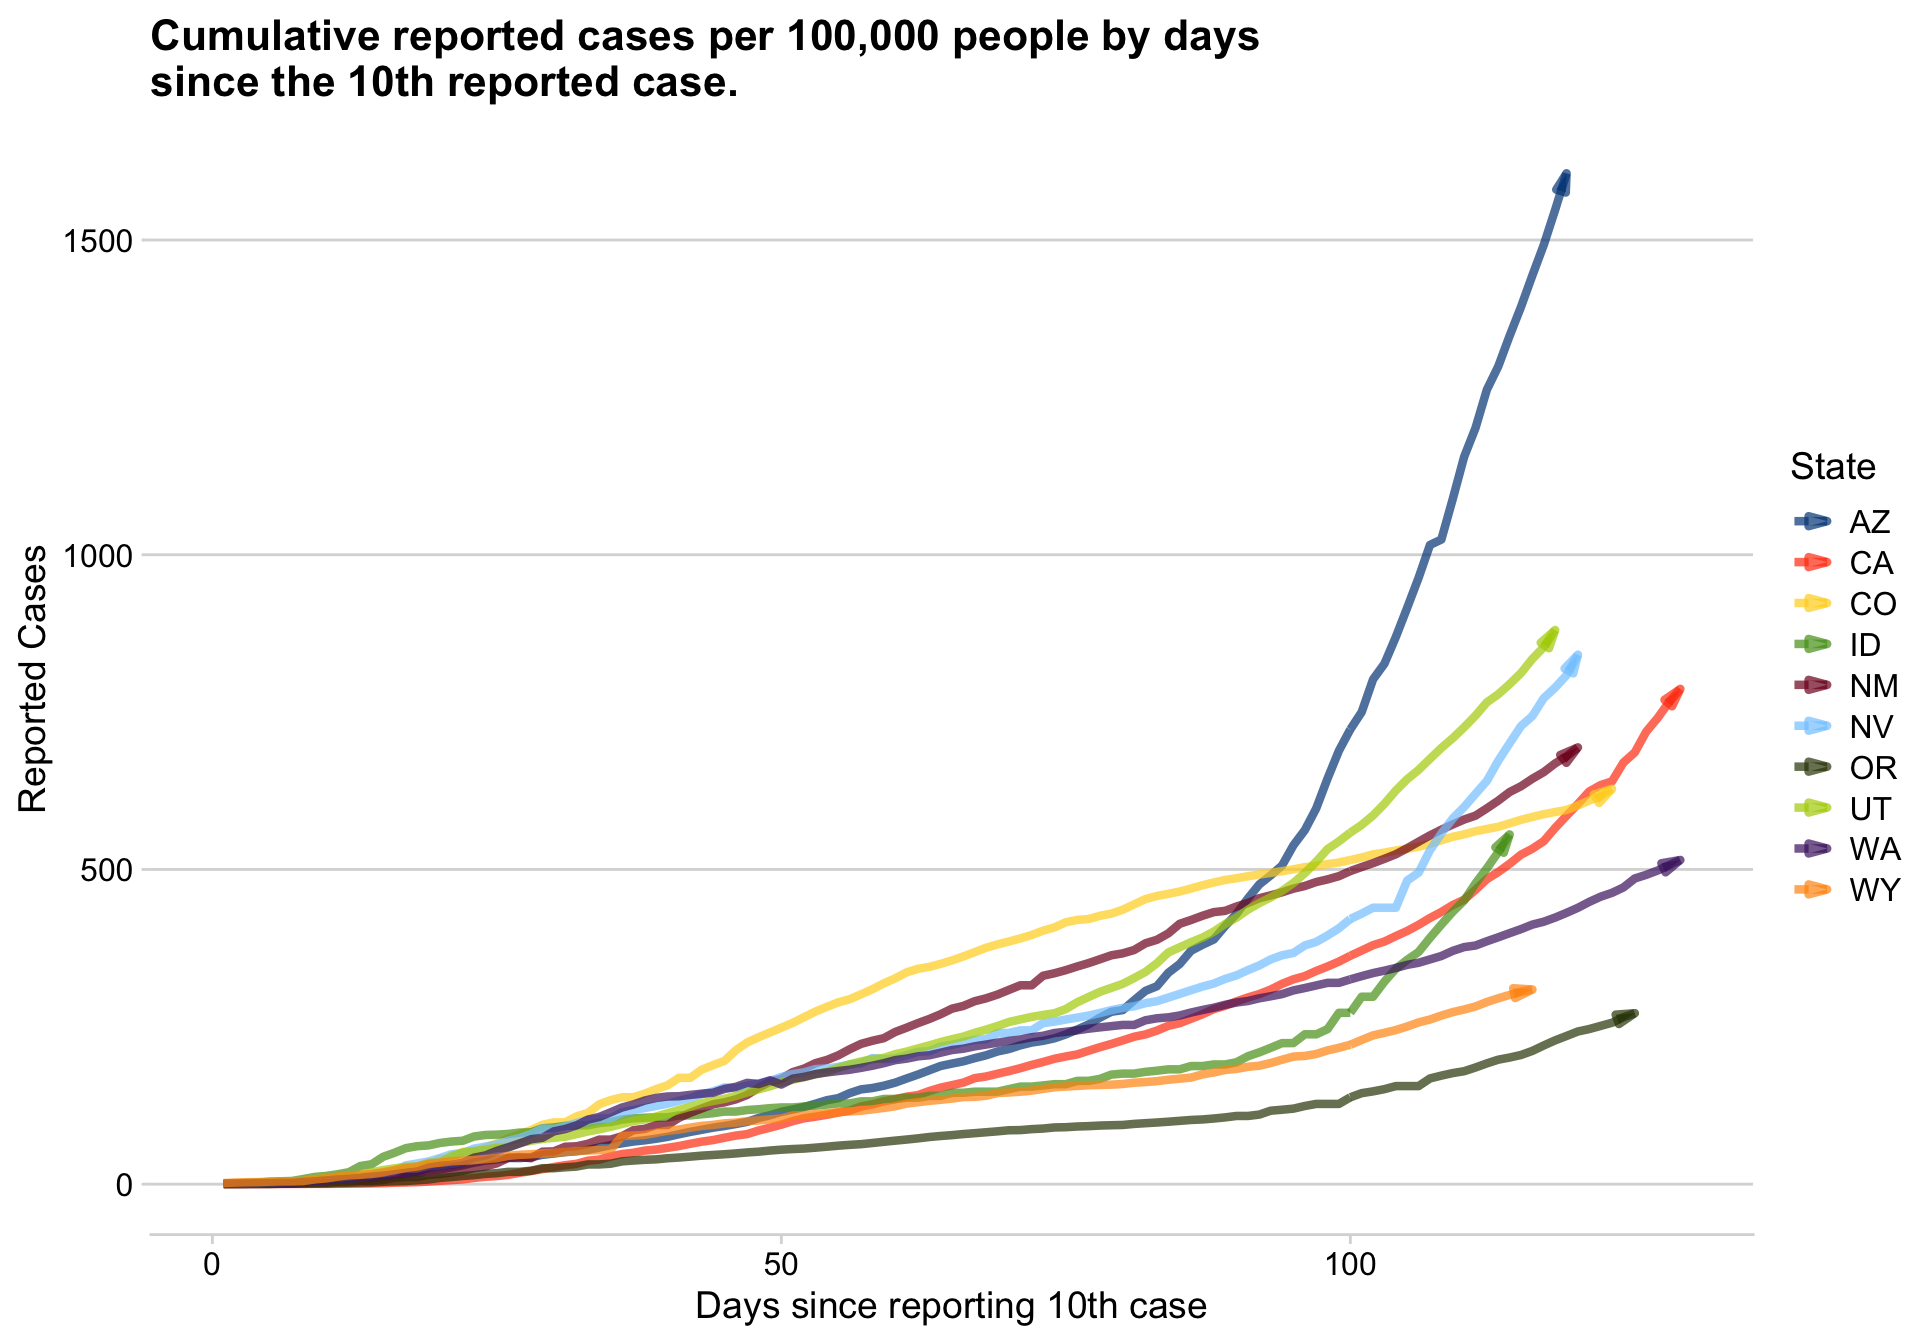 Cumulative reported cases per 100,000 people by days
since the 10th reported case.
Reported Cases
1500
1000
500
0
0 50 100
Days since reporting 10th case
State
AZ
CA
CO
ID
NM
NV
OR
UT
WA
WY